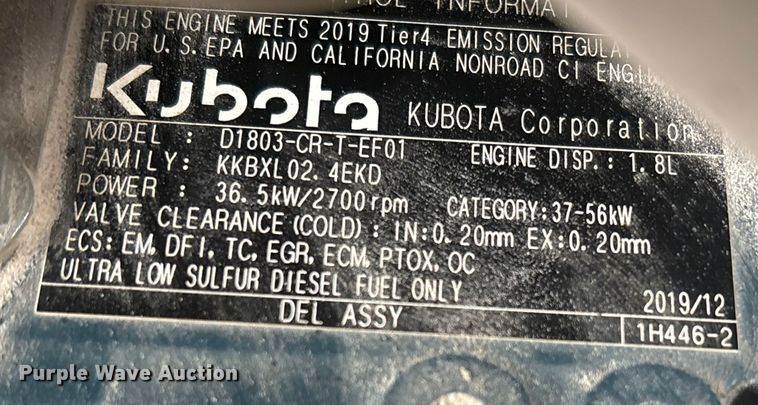 INFORMAT
THIS ENGINE MEETS 2019 Tier4 EMISSION REGULA
FOR U.S.EPA AND CALIFORNIA NONROAD CI ENGI
Kubota KUBOTA Corporation
MODEL : D1803-CR-T-EF01 ENGINE DISP.: 1.8L
FAMILY: KKBXL02.4EKD
POWER : 36.5kW/2700rpm CATEGORY:37-56kW
VALVE CLEARANCE(COLD): IN:0.20mm EX:0.20mm
ECS: EM, DFI, TC, EGR, ECM, PTOX, OC
ULTRA LOW SULFUR DIESEL FUEL ONLY
2019/12
DEL ASSY
1H446-2
Purple Wave Auction